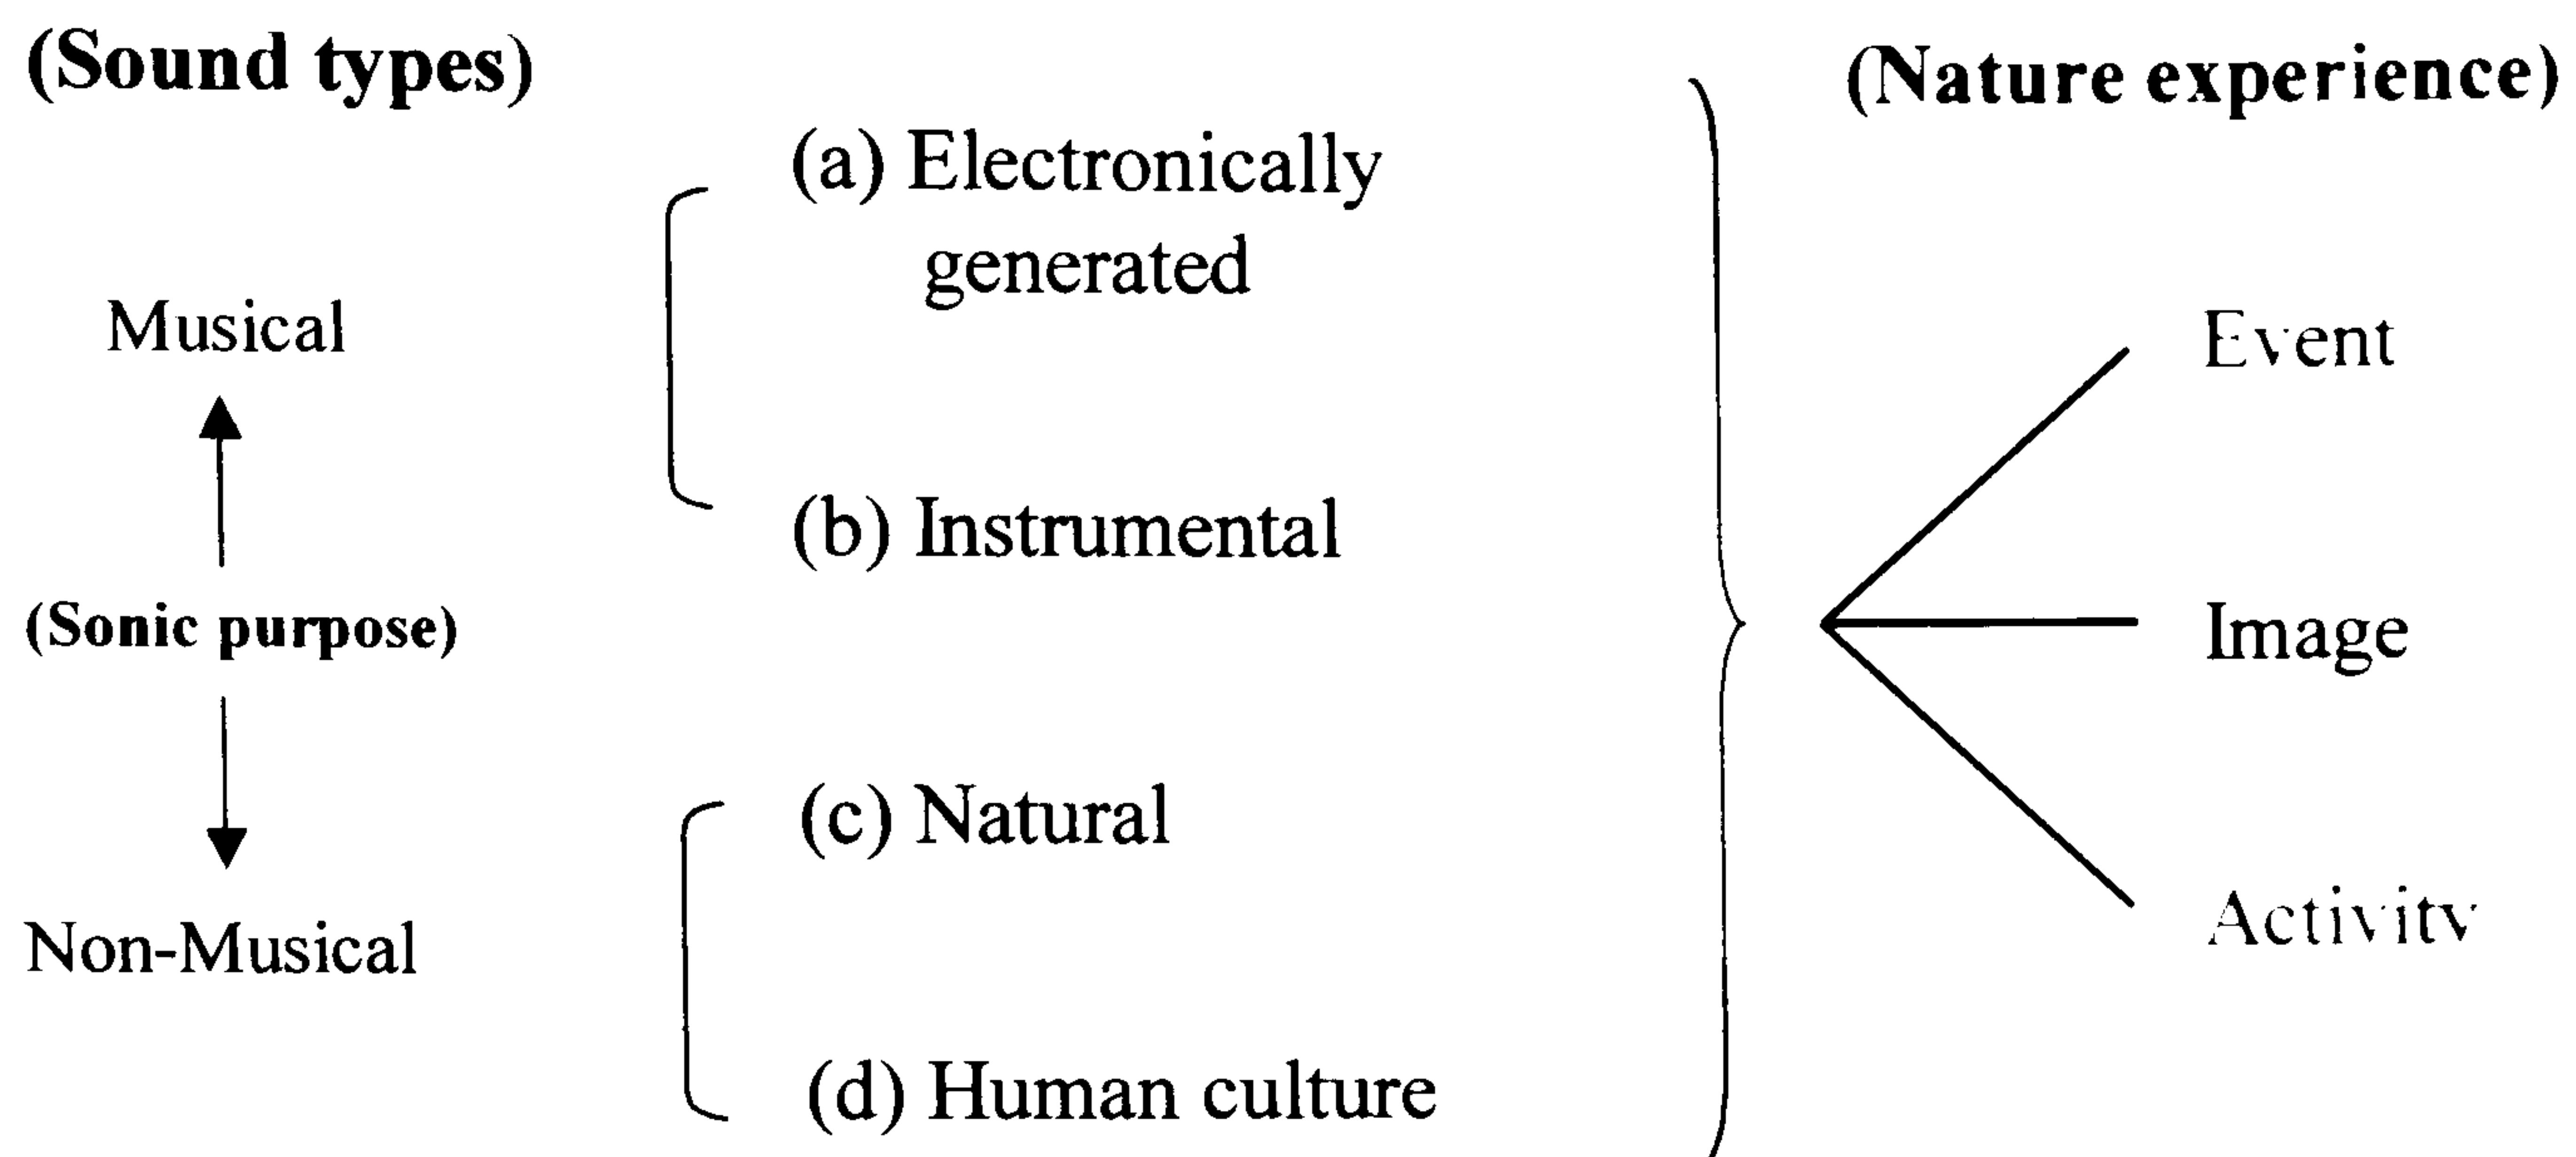 (Sound types)
(Nature experience)
(a) Electronically
generated
Musical
Event
(b) Instrumental
(Sonic purpose)
Image
(c) Natural
Non-Musical
Activity
(d) Human culture